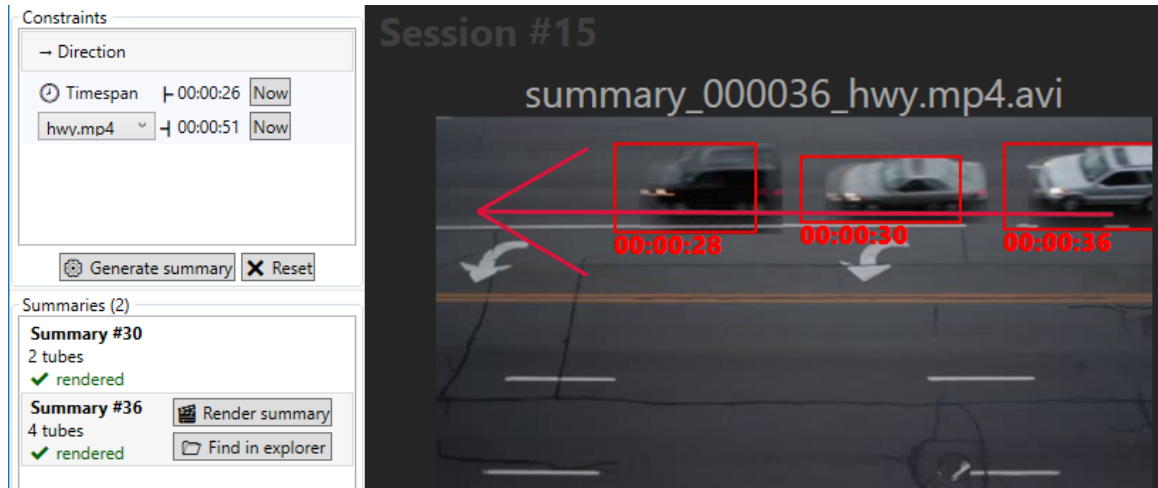 Constraints
→ Direction
Timespan ⊢ 00:00:26 Now
hwy.mp4 ⊣ 00:00:51 Now
Generate summary
Reset
Summaries (2)
Summary #30
2 tubes
✔ rendered
Summary #36
4 tubes
✔ rendered
Render summary
Find in explorer
Session #15
summary_000036_hwy.mp4.avi
00:00:28
00:00:30
00:00:36